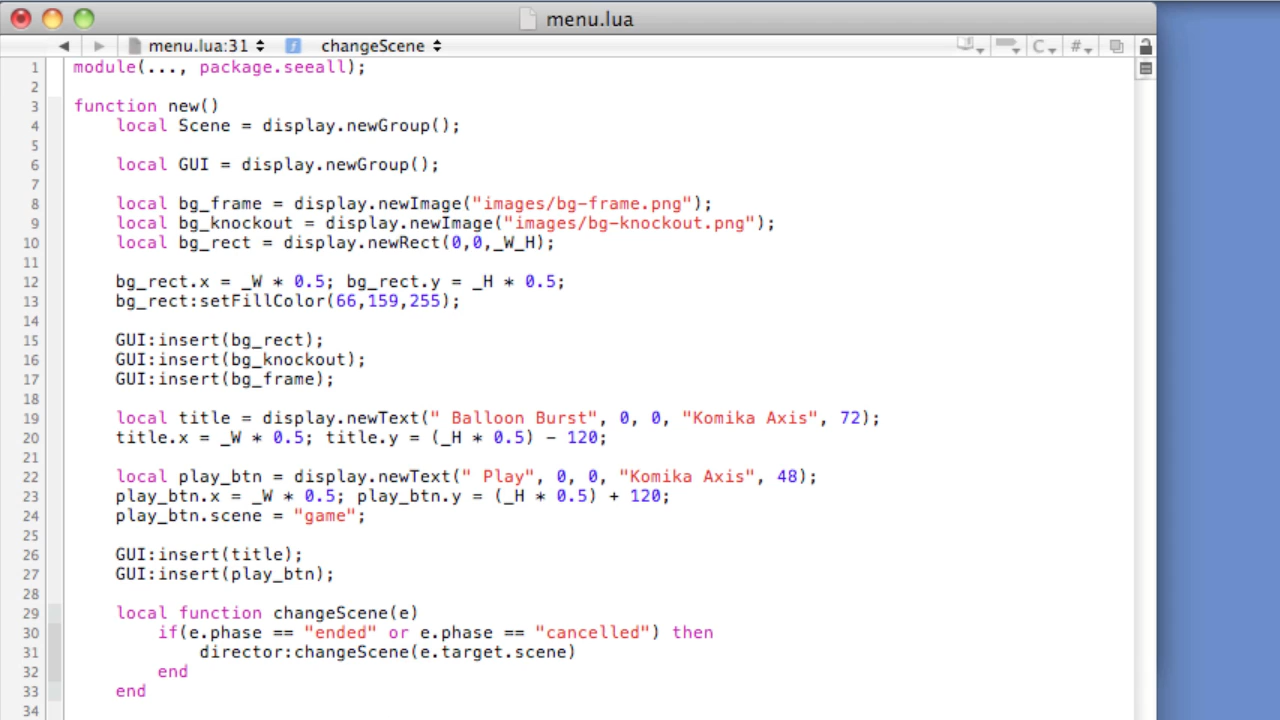 menu.lua
menu.lua:31 changeScene C #
1 module(..., package.seeall);
2
3 function new()
4 local Scene = display.newGroup();
5
6 local GUI = display.newGroup();
7
8 local bg_frame = display.newImage("images/bg-frame.png");
9 local bg_knockout = display.newImage("images/bg-knockout.png");
10 local bg_rect = display.newRect(0,0,_W_H);
11
12 bg_rect.x = _W * 0.5; bg_rect.y = _H * 0.5;
13 bg_rect:setFillColor(66,159,255);
14
15 GUI:insert(bg_rect);
16 GUI:insert(bg_knockout);
17 GUI:insert(bg_frame);
18
19 local title = display.newText(" Balloon Burst", 0, 0, "Komika Axis", 72);
20 title.x = _W * 0.5; title.y = (_H * 0.5) - 120;
21
22 local play_btn = display.newText(" Play", 0, 0, "Komika Axis", 48);
23 play_btn.x = _W * 0.5; play_btn.y = (_H * 0.5) + 120;
24 play_btn.scene = "game";
25
26 GUI:insert(title);
27 GUI:insert(play_btn);
28
29 local function changeScene(e)
30 if(e.phase == "ended" or e.phase == "cancelled") then
31 director:changeScene(e.target.scene)
32 end
33 end
34